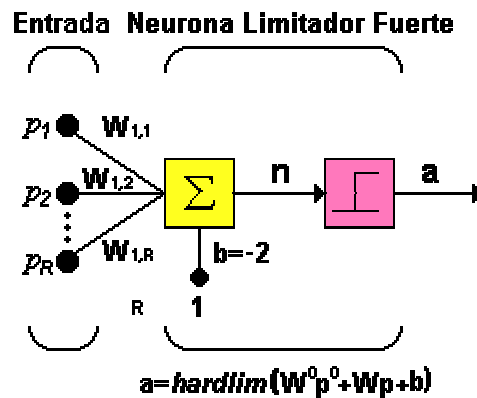 Entrada Neurona Limitador Fuerte
p1 W1,1
p2 W1,2 Σ n a
pR W1,R b=-2
R 1
a=hardlim(W⁰p⁰+Wp+b)